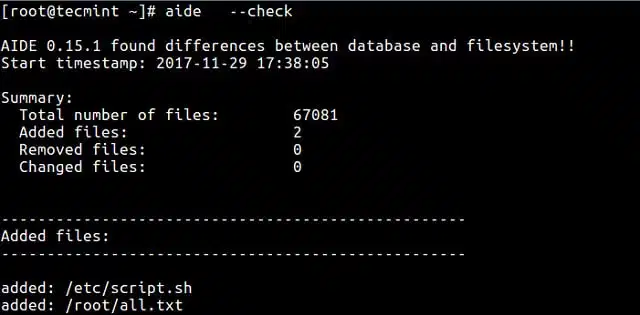 [root@tecmint ~]# aide   --check
AIDE 0.15.1 found differences between database and filesystem!!
Start timestamp: 2017-11-29 17:38:05
Summary:
  Total number of files:        67081
  Added files:                  2
  Removed files:                0
  Changed files:                0
---------------------------------------------------
Added files:
---------------------------------------------------
added: /etc/script.sh
added: /root/all.txt